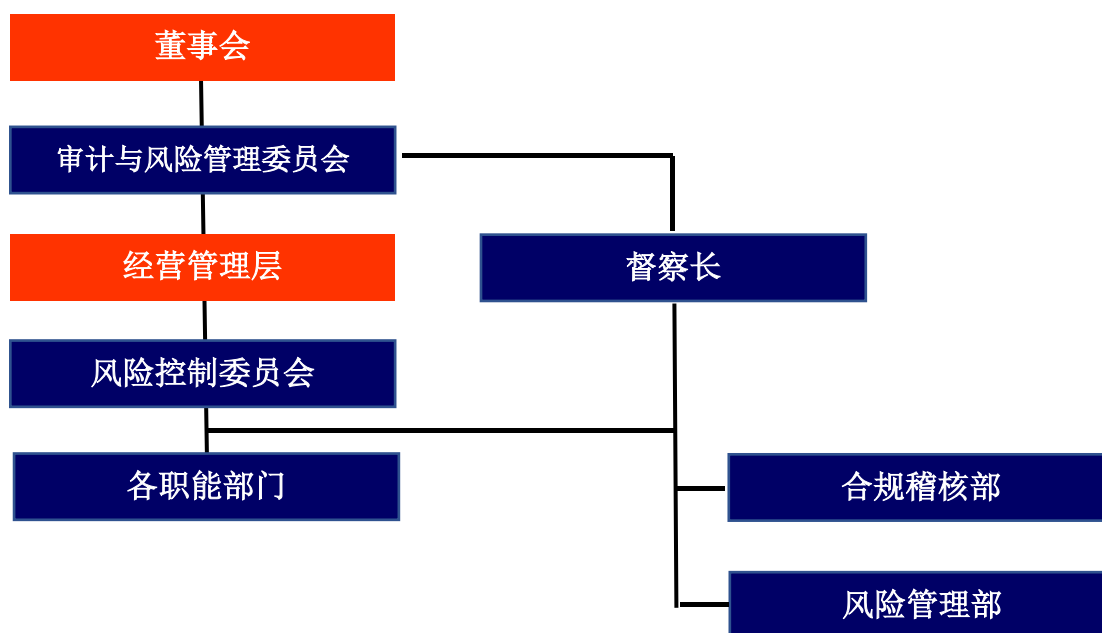 董事会
审计与风险管理委员会
经营管理层
督察长
风险控制委员会
各职能部门
合规稽核部
风险管理部